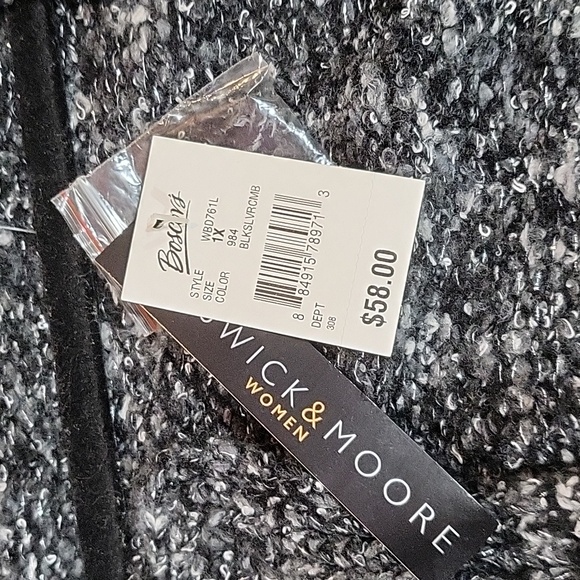 Boscov's
STYLE WBD761L
SIZE 1X
COLOR 984
BLKSLVRCMB
8 84915 78971 3
DEPT 308
$58.00
WICK & MOORE
WOMEN